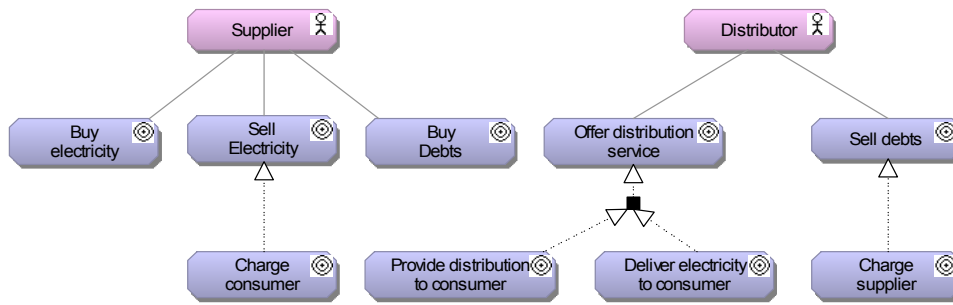 Supplier
Distributor
Buy
electricity
Sell
Electricity
Buy
Debts
Offer distribution
service
Sell debts
Charge
consumer
Provide distribution
to consumer
Deliver electricity
to consumer
Charge
supplier